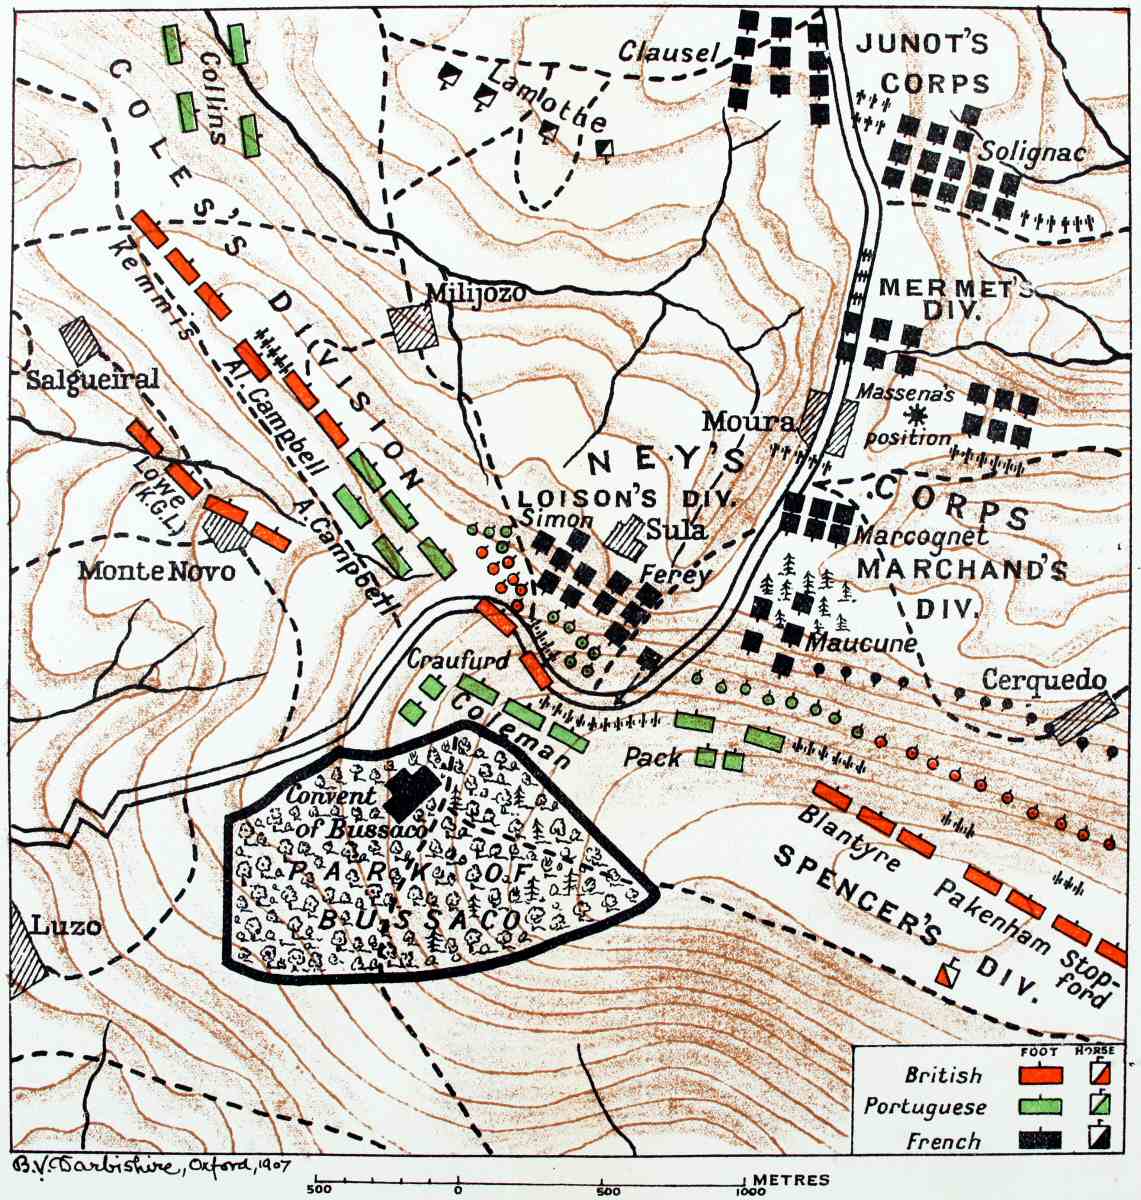 Clausel
JUNOT'S
CORPS
Lamothe
Collins
Solignac
COLE'S'S DIVISION
Kemmis
Milijozo
MERMET'S
DIV.
Salgueiral
Al. Campbell
Massena's
position
Moura
NEY'S
CORPS
LOISON'S DIV.
Simon
Sula
Ferey
Marcognet
MARCHAND'S
DIV.
Maucune
Lowe
(K.G.L)
A. Campbell
Monte Novo
Craufurd
Coleman
Cerquedo
Pack
Convent
of Bussaco
PARK OF
BUSSACO
Blantyre
SPENCER'S DIV.
Pakenham
Stop-
ford
Luzo
FOOT HORSE
British
Portuguese
French
B.V. Darbishire, Oxford, 1907
500 0 500 1000 METRES